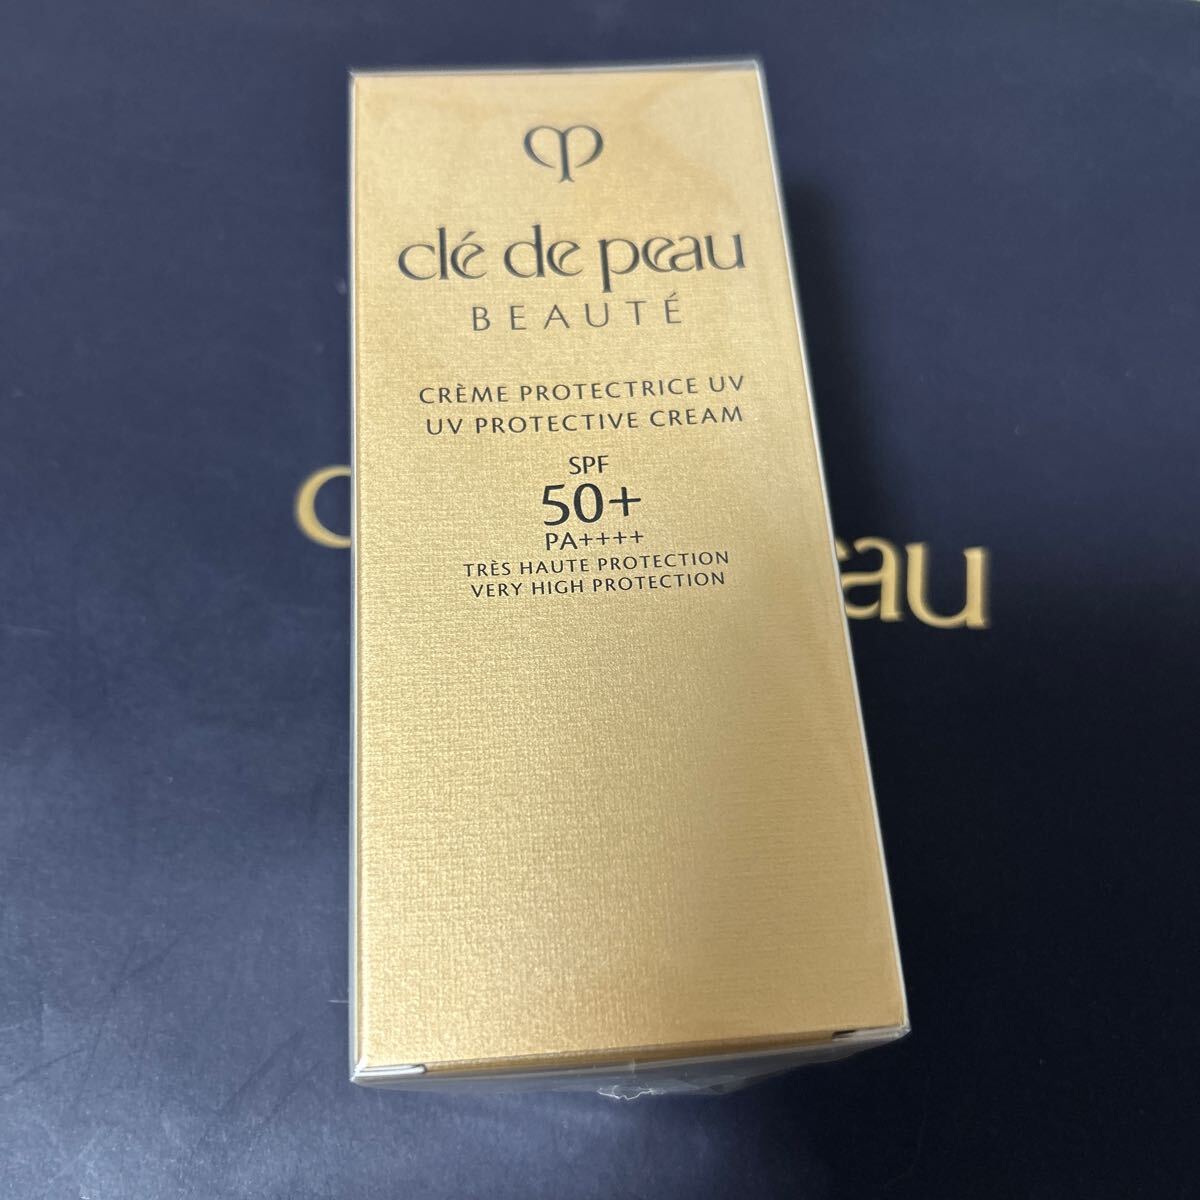 clé de peau
BEAUTÉ
CRÈME PROTECTRICE UV
UV PROTECTIVE CREAM
SPF
50+
PA++++
TRÈS HAUTE PROTECTION
VERY HIGH PROTECTION